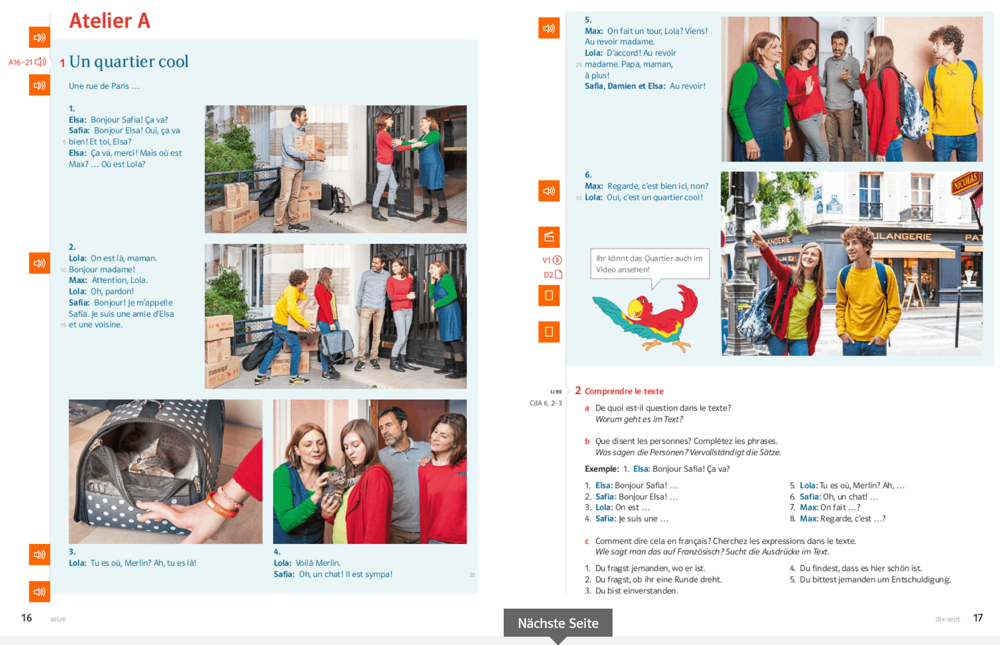 Atelier A
A16–21
1 Un quartier cool
Une rue de Paris …
1.
Elsa: Bonjour Safia! Ça va?
Safia: Bonjour Elsa! Oui, ça va
5 bien! Et toi, Elsa?
Elsa: Ça va, merci! Mais où est
Max? … Où est Lola?
2.
Lola: On est là, maman.
10 Bonjour madame!
Max: Attention, Lola.
Lola: Oh, pardon!
Safia: Bonjour! Je m’appelle
Safia. Je suis une amie d’Elsa
15 et une voisine.
demenager
demenager
demenag
3.
Lola: Tu es où, Merlin? Ah, tu es là!
4.
Lola: Voilà Merlin.
Safia: Oh, un chat! Il est sympa!
20
16 seize
5.
Max: On fait un tour, Lola? Viens!
Au revoir madame.
Lola: D’accord! Au revoir
25 madame. Papa, maman,
à plus!
Safia, Damien et Elsa: Au revoir!
6.
Max: Regarde, c’est bien ici, non?
30 Lola: Oui, c’est un quartier cool!
NICOLAS
ANGERIE
ULANGERIE
PAT
V1
D2
Ihr könnt das Quartier auch im
Video ansehen!
LIRE
CdA 6, 2–3
2 Comprendre le texte
a De quoi est-il question dans le texte?
Worum geht es im Text?
b Que disent les personnes? Complétez les phrases.
Was sagen die Personen? Vervollständigt die Sätze.
Exemple: 1. Elsa: Bonjour Safia! Ça va?
1. Elsa: Bonjour Safia! …
2. Safia: Bonjour Elsa! …
3. Lola: On est …
4. Safia: Je suis une …
5. Lola: Tu es où, Merlin? Ah, …
6. Safia: Oh, un chat! …
7. Max: On fait …?
8. Max: Regarde, c’est …?
c Comment dire cela en français? Cherchez les expressions dans le texte.
Wie sagt man das auf Französisch? Sucht die Ausdrücke im Text.
1. Du fragst jemanden, wo er ist.
2. Du fragst, ob ihr eine Runde dreht.
3. Du bist einverstanden.
4. Du findest, dass es hier schön ist.
5. Du bittest jemanden um Entschuldigung.
dix-sept 17
Nächste Seite